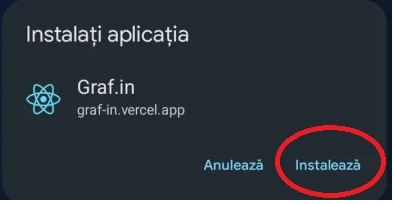 Instalați aplicația
Graf.in
graf-in.vercel.app
Anulează
Instalează